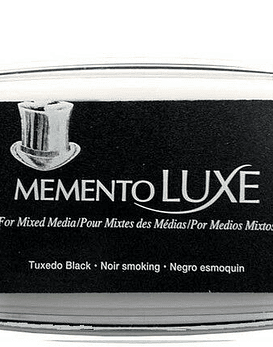 MEMENTO LUXE
For Mixed Media/Pour Mixtes des Médias/Por Medios Mixtos
Tuxedo Black • Noir smoking • Negro esmoquin